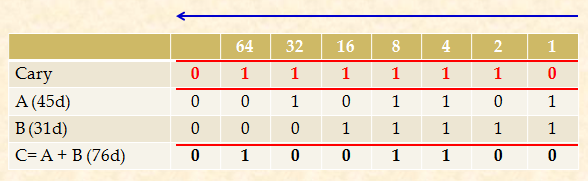 64 32 16 8 4 2 1
Cary 0 1 1 1 1 1 1 0
A (45d) 0 0 1 0 1 1 0 1
B (31d) 0 0 0 1 1 1 1 1
C= A + B (76d) 0 1 0 0 1 1 0 0